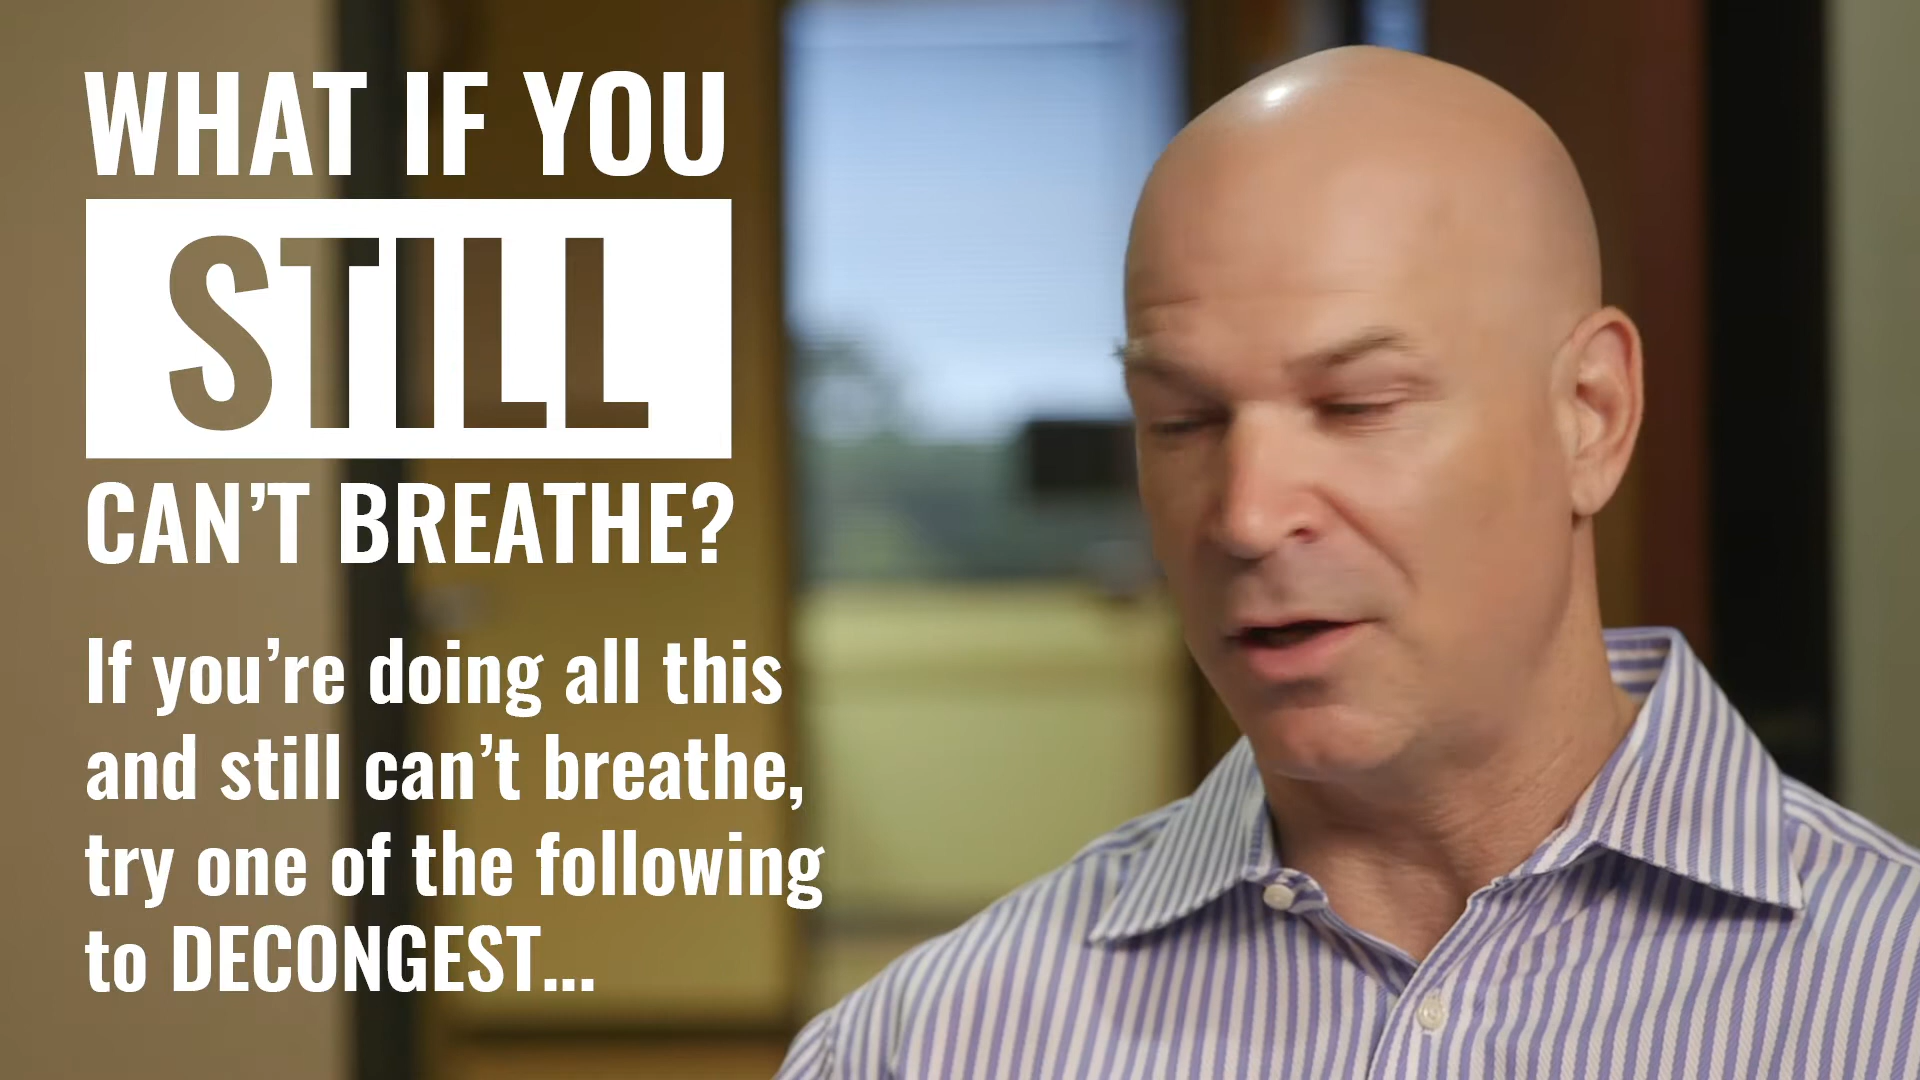 WHAT IF YOU
STILL
CAN’T BREATHE?
If you’re doing all this
and still can’t breathe,
try one of the following
to DECONGEST...